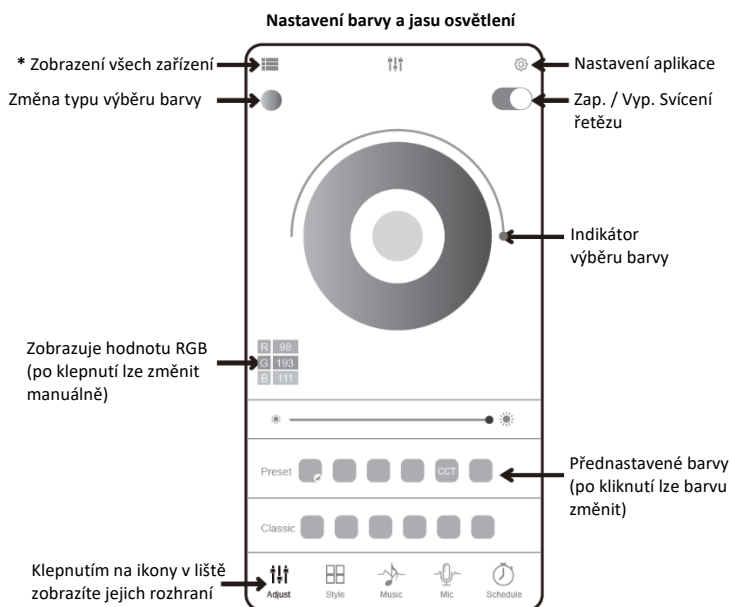 Nastavení barvy a jasu osvětlení
* Zobrazení všech zařízení
Nastavení aplikace
Změna typu výběru barvy
Zap. / Vyp. Svícení
řetězu
Indikátor
výběru barvy
Zobrazuje hodnotu RGB
(po klepnutí lze změnit
manuálně)
R 98
G 193
B 111
Preset
CCT
Přednastavené barvy
(po kliknutí lze barvu
změnit)
Classic
Klepnutím na ikony v liště
zobrazíte jejich rozhraní
Adjust Style Music Mic Schedule